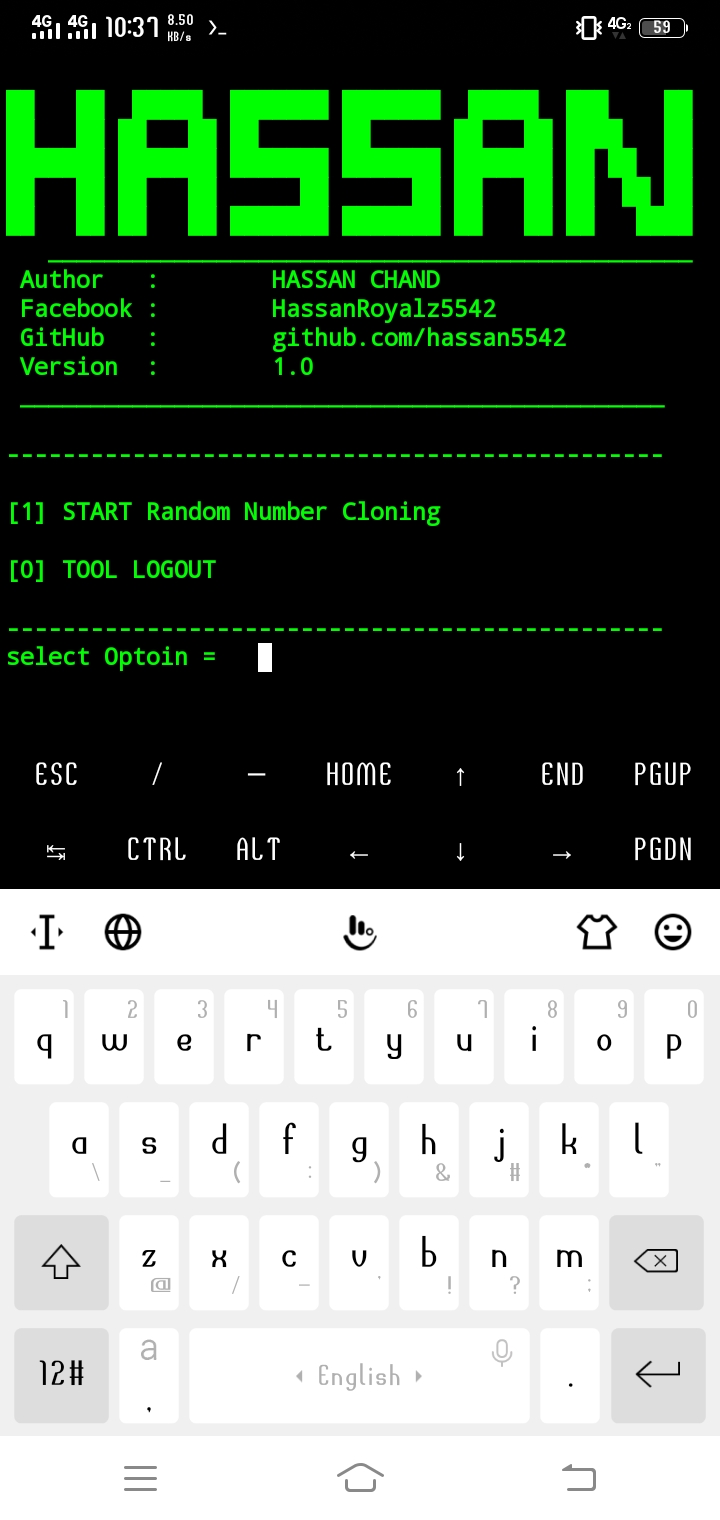 4G 4G 10:37 8.50 KB/s >_ 4G2 59
HASSAN
Author : HASSAN CHAND
Facebook : HassanRoyalz5542
GitHub : github.com/hassan5542
Version : 1.0
---------------------------------------------
[1] START Random Number Cloning
[0] TOOL LOGOUT
---------------------------------------------
select Optoin =
ESC / — HOME ↑ END PGUP
↹ CTRL ALT ← ↓ → PGDN
1 2 3 4 5 6 7 8 9 0
q w e r t y u i o p
a s d f g h j k l
\ _ ( : ) & # * "
z x c v b n m
@ / - ' ! ? :
12# a , English .